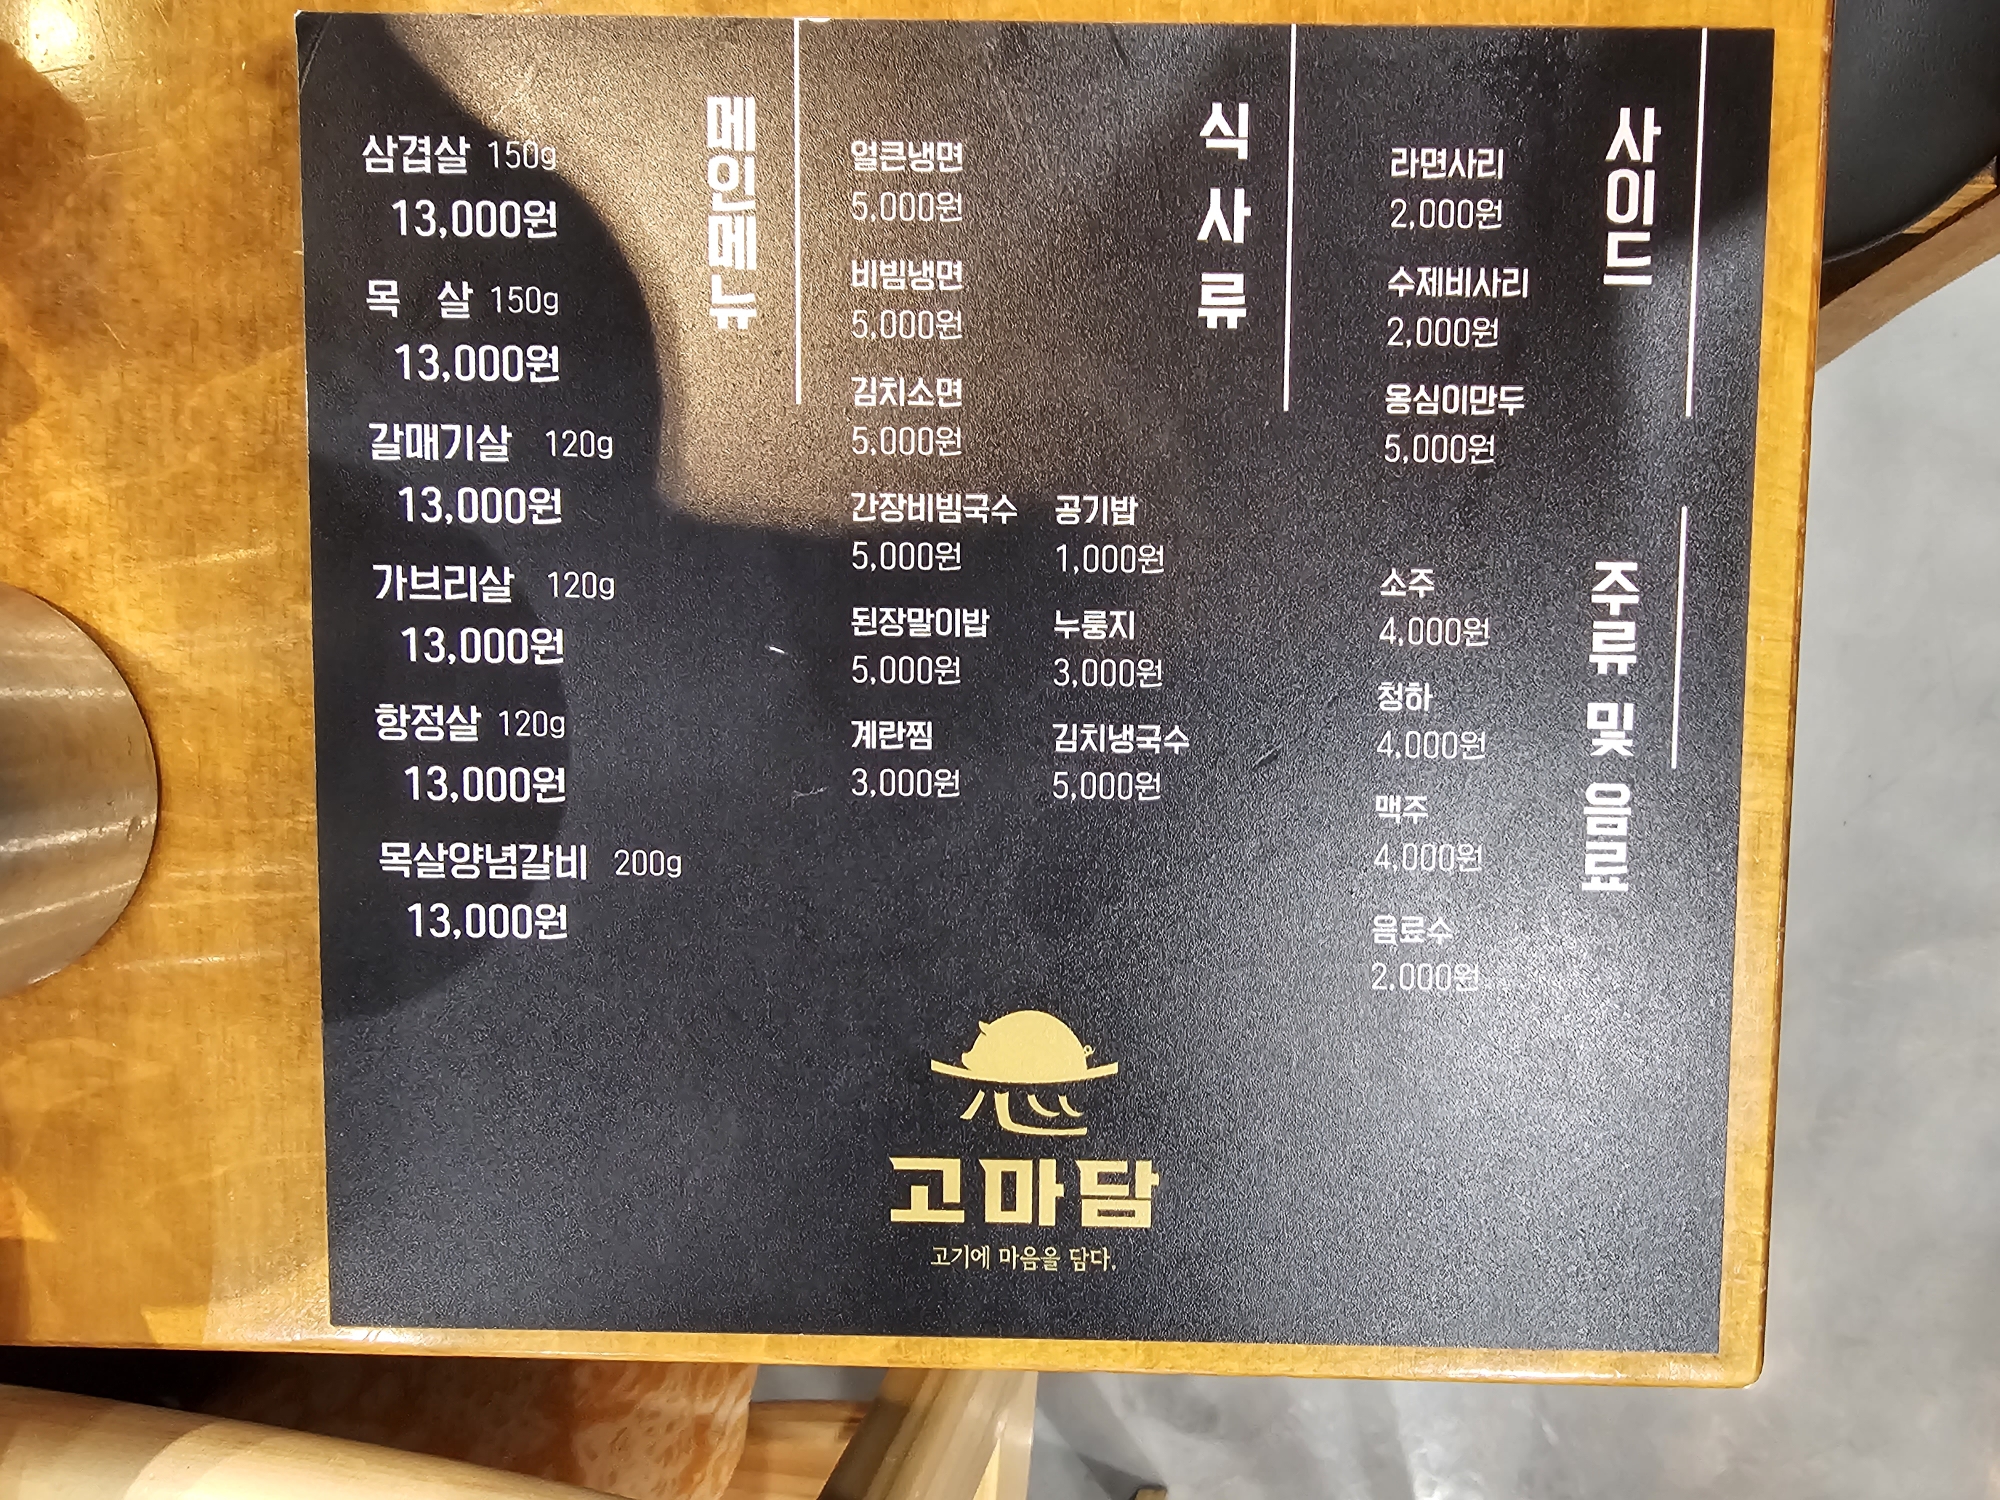 메인메뉴
삼겹살 150g
13,000원
목 살 150g
13,000원
갈매기살 120g
13,000원
가브리살 120g
13,000원
항정살 120g
13,000원
목살양념갈비 200g
13,000원
식사류
얼큰냉면
5,000원
비빔냉면
5,000원
김치소면
5,000원
간장비빔국수
5,000원
된장말이밥
5,000원
계란찜
3,000원
공기밥
1,000원
누룽지
3,000원
김치냉국수
5,000원
사이드
라면사리
2,000원
수제비사리
2,000원
옹심이만두
5,000원
주류 및 음료
소주
4,000원
청하
4,000원
맥주
4,000원
음료수
2,000원
고마담
고기에 마음을 담다.